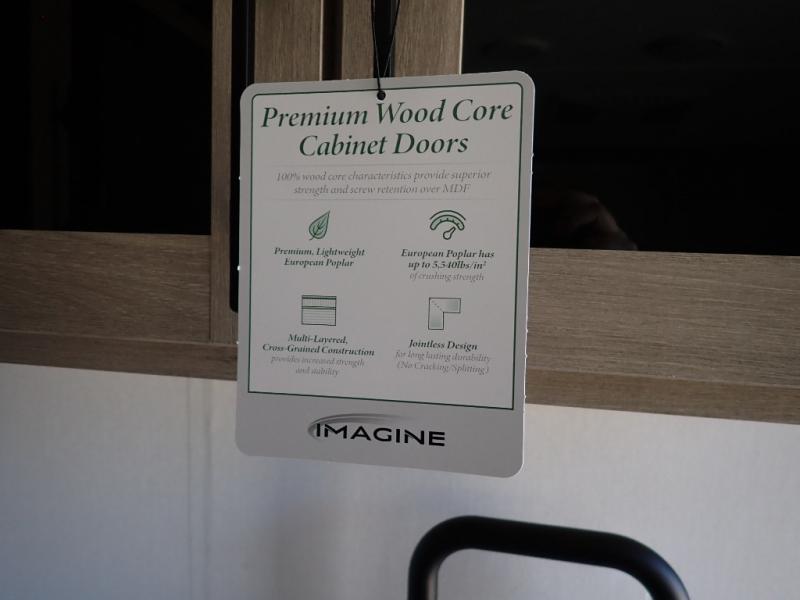 Premium Wood Core
Cabinet Doors
100% wood core characteristics provide superior
strength and screw retention over MDF
Premium, Lightweight
European Poplar
European Poplar has
up to 5,540lbs/in²
of crushing strength
Multi-Layered,
Cross-Grained Construction
provides increased strength
and stability
Jointless Design
for long lasting durability
(No Cracking/Splitting)
IMAGINE